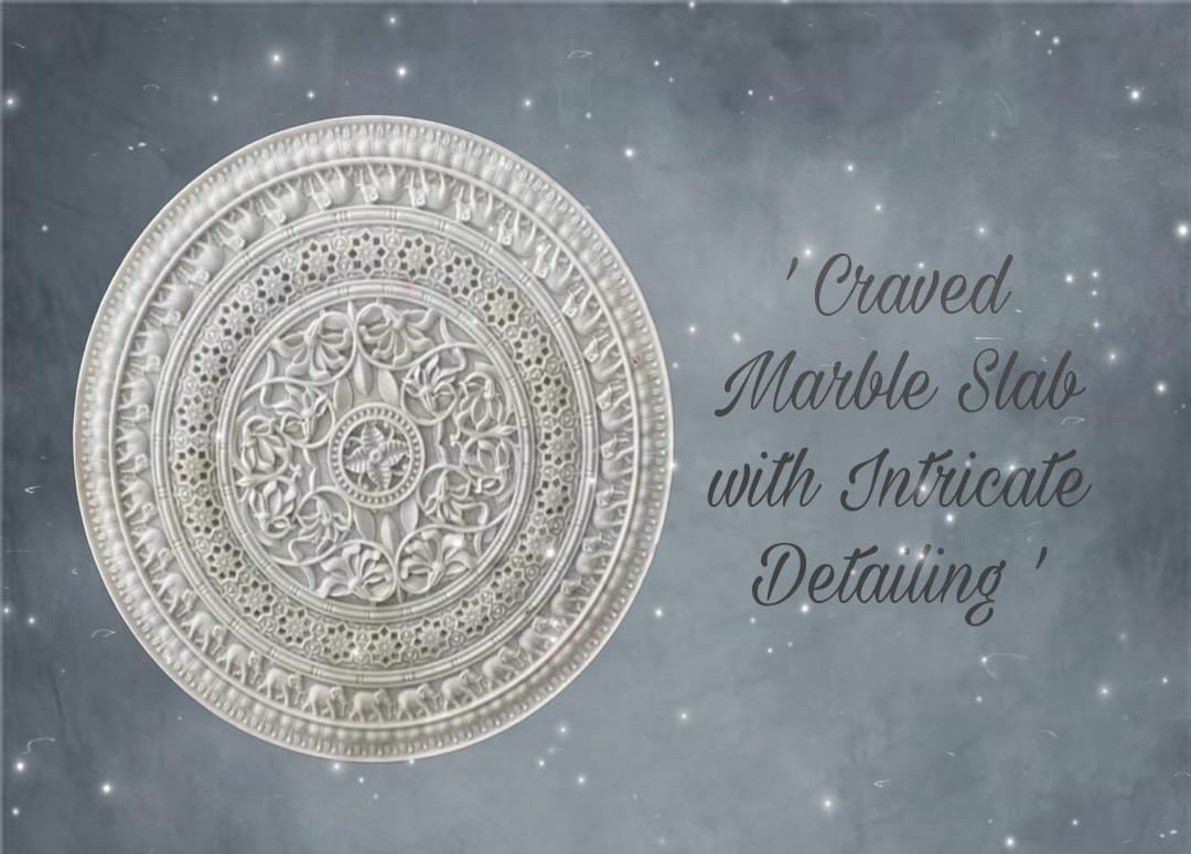 ' Craved
Marble Slab
with Intricate
Detailing '